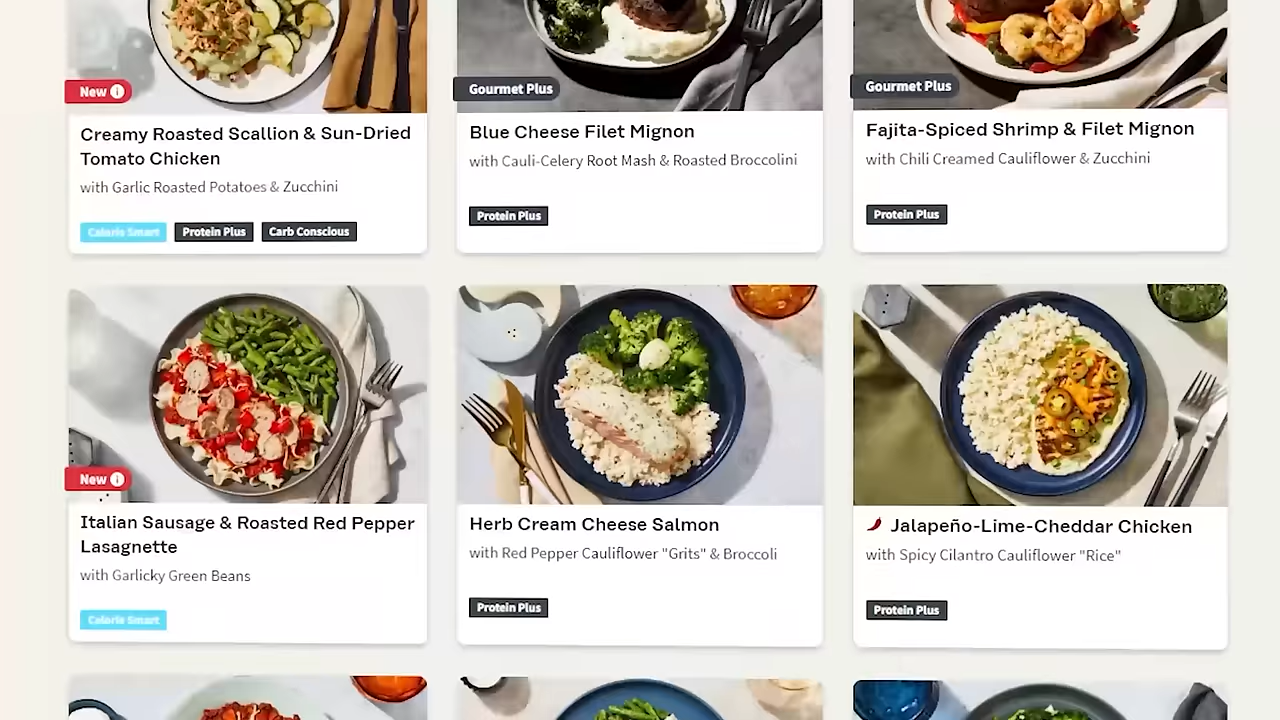 New
Gourmet Plus
Gourmet Plus
Creamy Roasted Scallion & Sun-Dried
Tomato Chicken
with Garlic Roasted Potatoes & Zucchini
Calorie Smart
Protein Plus
Carb Conscious
Blue Cheese Filet Mignon
with Cauli-Celery Root Mash & Roasted Broccolini
Protein Plus
Fajita-Spiced Shrimp & Filet Mignon
with Chili Creamed Cauliflower & Zucchini
Protein Plus
New
Italian Sausage & Roasted Red Pepper
Lasagnette
with Garlicky Green Beans
Calorie Smart
Herb Cream Cheese Salmon
with Red Pepper Cauliflower "Grits" & Broccoli
Protein Plus
Jalapeño-Lime-Cheddar Chicken
with Spicy Cilantro Cauliflower "Rice"
Protein Plus